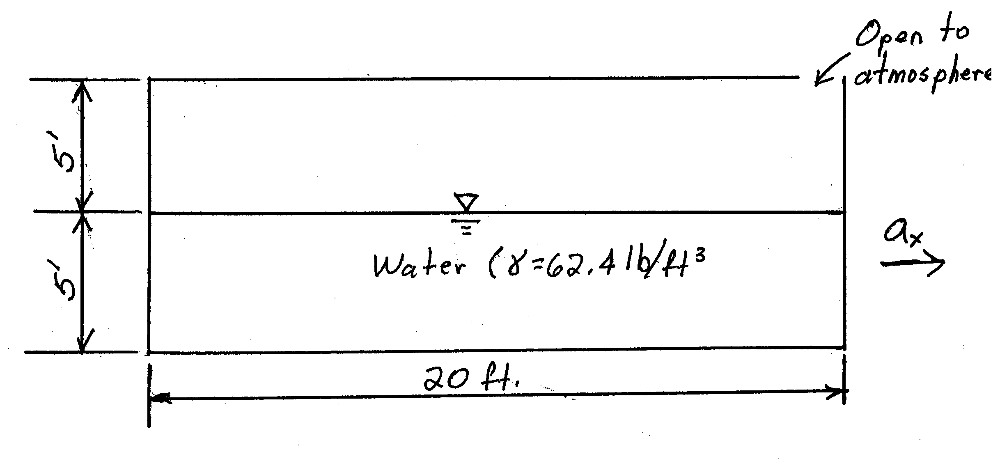 Open to
atmosphere
5'
5'
Water (γ=62.4 lb/ft³
aₓ
20 ft.